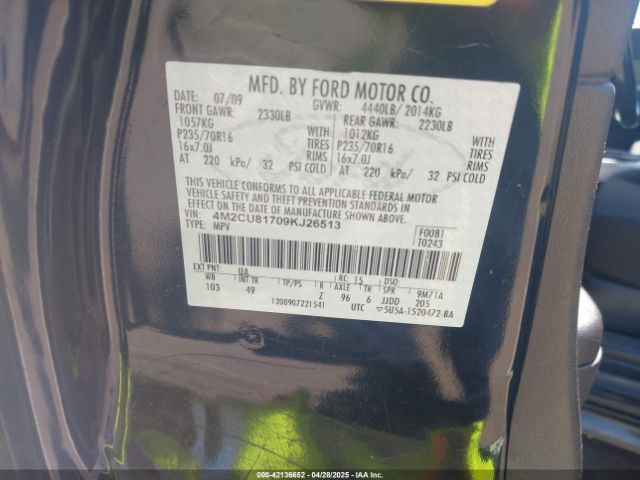 MFD. BY FORD MOTOR CO.
DATE: 07/09 GVWR: 4440LB/ 2014KG
FRONT GAWR: 2330LB REAR GAWR: 2230LB
1057KG WITH 1012KG WITH
P235/70R16 TIRES P235/70R16 TIRES
16x7.0J RIMS 16x7.0J RIMS
AT 220 kPa/ 32 PSI COLD AT 220 kPa/ 32 PSI COLD
THIS VEHICLE CONFORMS TO ALL APPLICABLE FEDERAL MOTOR
VEHICLE SAFETY AND THEFT PREVENTION STANDARDS IN
EFFECT ON THE DATE OF MANUFACTURE SHOWN ABOVE.
VIN: 4M2CU81709KJ26513
TYPE: MPV
F0081
T0243
UA RC: 15 DSO:
WB INT TR TP/PS R AXLE TR SPR 9M71A
103 49 Z 96 6 JJDD 205
1200907221541 UTC ▽5U5A-1520472-BA
000-42136652 | 04/28/2025 - IAA, Inc.